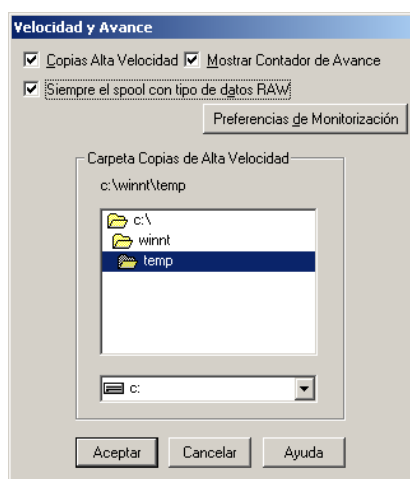 Velocidad y Avance
Copias Alta Velocidad Mostrar Contador de Avance
Siempre el spool con tipo de datos RAW
Preferencias de Monitorización
Carpeta Copias de Alta Velocidad
c:\winnt\temp
c:\
winnt
temp
c:
Aceptar Cancelar Ayuda